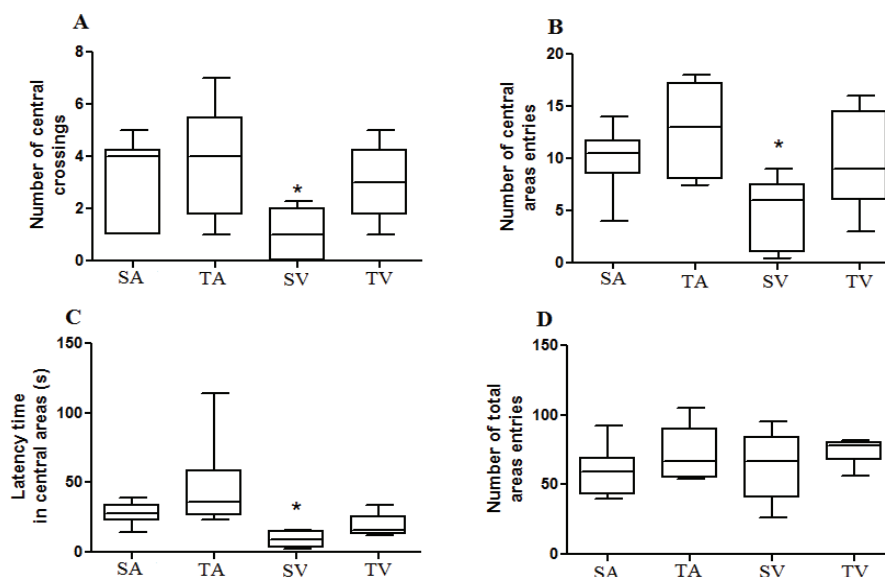 A
Number of central
crossings
8
6
4
2
0
*
SA
TA
SV
TV
B
Number of central
areas entries
20
15
10
5
0
*
SA
TA
SV
TV
C
Latency time
in central areas (s)
150
100
50
0
*
SA
TA
SV
TV
D
Number of total
areas entries
150
100
50
0
SA
TA
SV
TV